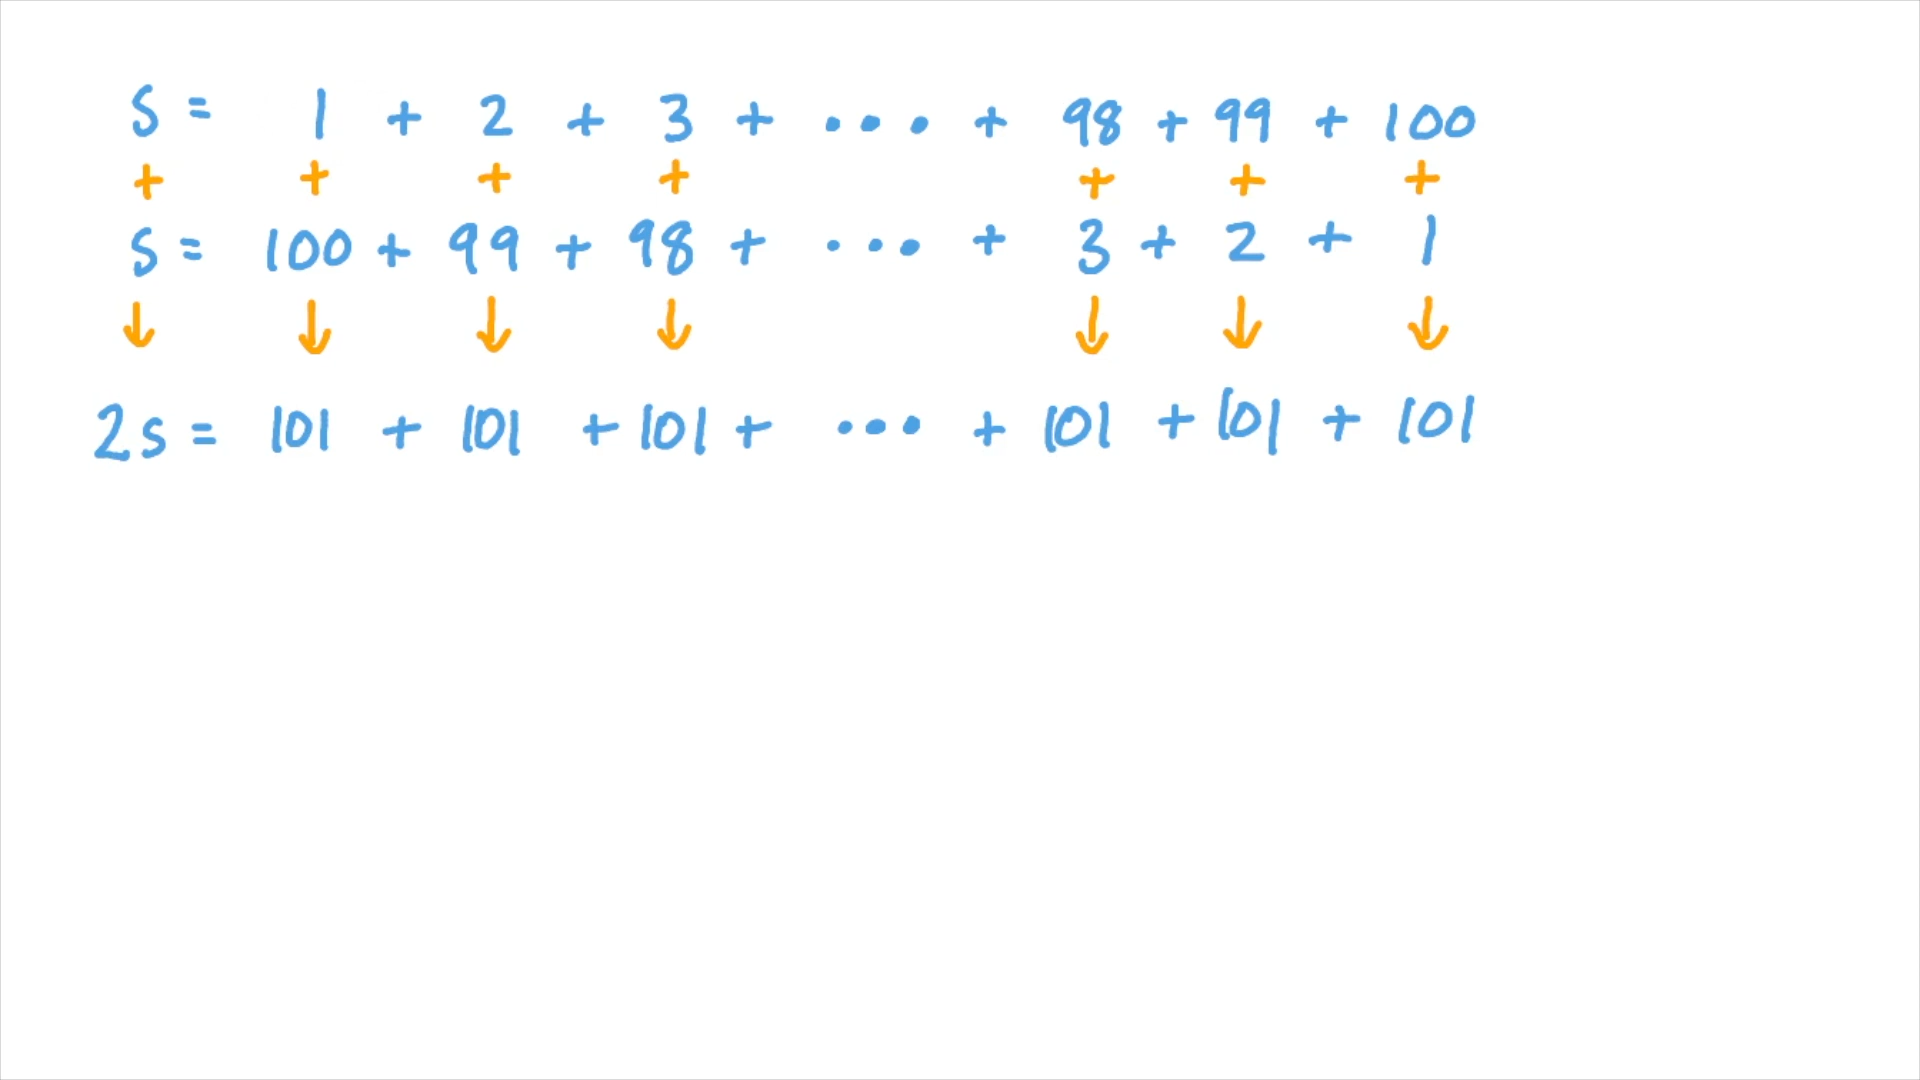 S = 1 + 2 + 3 + ... + 98 + 99 + 100
+ + + + + + +
S = 100 + 99 + 98 + ... + 3 + 2 + 1
↓ ↓ ↓ ↓ ↓ ↓ ↓
2S = 101 + 101 + 101 + ... + 101 + 101 + 101